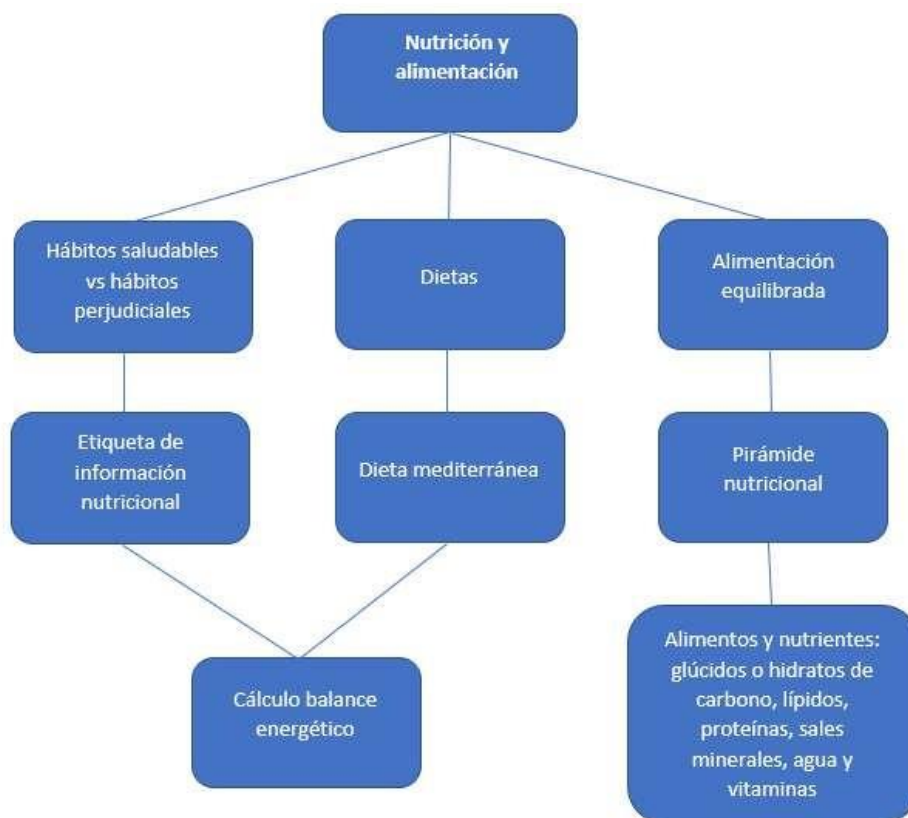 Nutrición y
alimentación
Hábitos saludables
vs hábitos
perjudiciales
Dietas
Alimentación
equilibrada
Etiqueta de
información
nutricional
Dieta mediterránea
Pirámide
nutricional
Cálculo balance
energético
Alimentos y nutrientes:
glúcidos o hidratos de
carbono, lípidos,
proteínas, sales
minerales, agua y
vitaminas